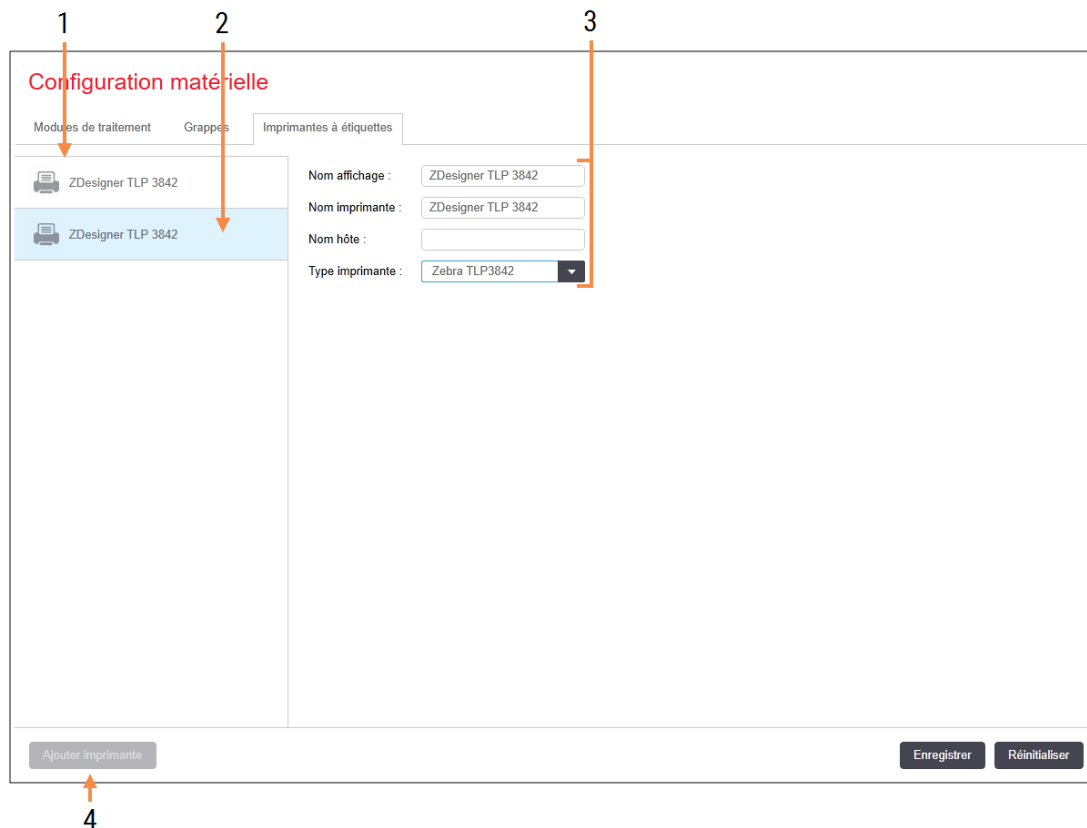 1 2 3
Configuration matérielle
Modules de traitement Grappes Imprimantes à étiquettes
ZDesigner TLP 3842
ZDesigner TLP 3842
Nom affichage : ZDesigner TLP 3842
Nom imprimante : ZDesigner TLP 3842
Nom hôte :
Type imprimante : Zebra TLP3842
Ajouter imprimante Enregistrer Réinitialiser
4